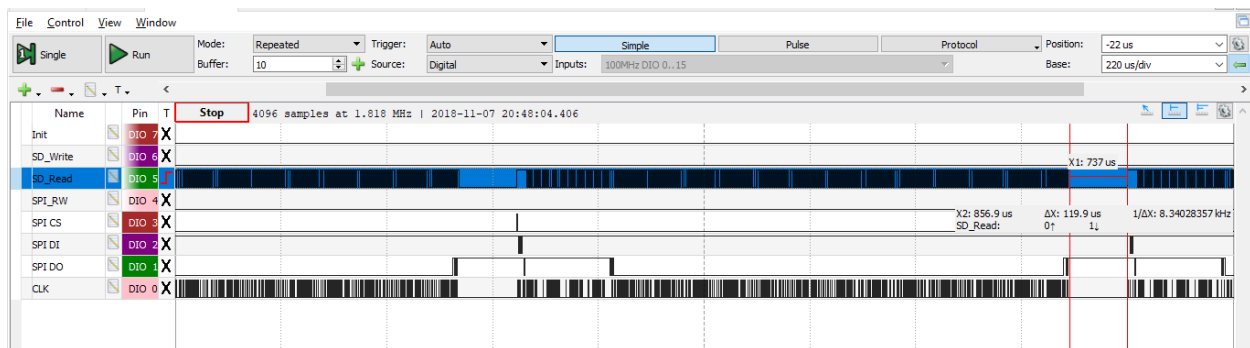 File Control View Window
Single Run Mode: Repeated Trigger: Auto Simple Pulse Protocol Position: -22 us
Buffer: 10 Source: Digital Inputs: 100MHz DIO 0..15 Base: 220 us/div
T
Name Pin T Stop 4096 samples at 1.818 MHz | 2018-11-07 20:48:04.406
Init DIO 7 X
SD_Write DIO 6 X
X1: 737 us
SD_Read DIO 5
SPI_RW DIO 4 X
X2: 856.9 us ΔX: 119.9 us 1/ΔX: 8.34028357 kHz
SPI CS DIO 3 X
SD_Read: 0↑ 1↓
SPI DI DIO 2 X
SPI DO DIO 1 X
CLK DIO 0 X